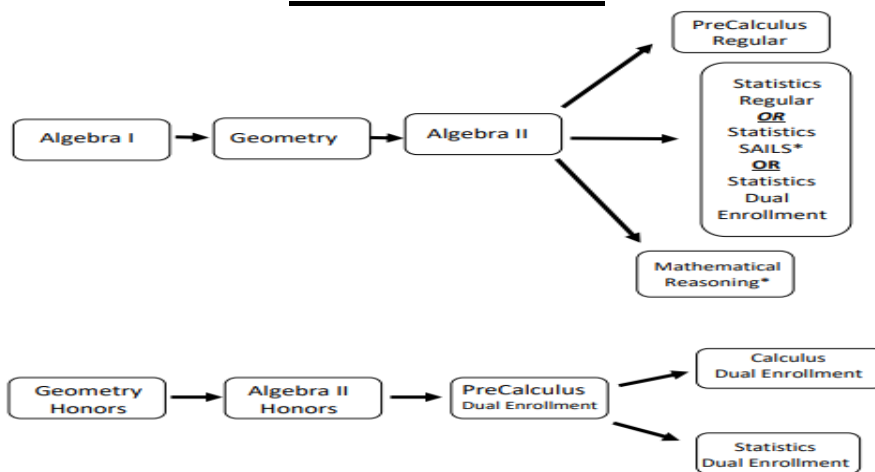 PreCalculus
Regular
Statistics
Regular
OR
Statistics
SAILS*
OR
Statistics
Dual
Enrollment
Algebra I
Geometry
Algebra II
Mathematical
Reasoning*
Geometry
Honors
Algebra II
Honors
PreCalculus
Dual Enrollment
Calculus
Dual Enrollment
Statistics
Dual Enrollment